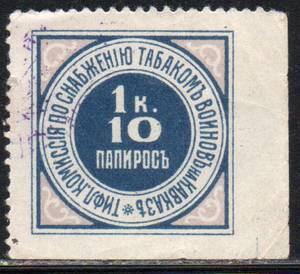 ТИФЛ. КОМИССІЯ ПО СНАБЖЕНІЮ ТАБАКОМЪ ВОИНОВЪ НА КАВКАЗѢ
1 К.
10
ПАПИРОСЪ